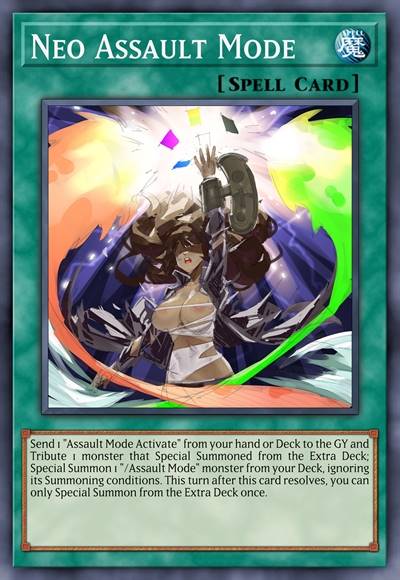 Neo Assault Mode
魔
[Spell Card]
Send 1 "Assault Mode Activate" from your hand or Deck to the GY and
Tribute 1 monster that Special Summoned from the Extra Deck;
Special Summon 1 "/Assault Mode" monster from your Deck, ignoring
its Summoning conditions. This turn after this card resolves, you can
only Special Summon from the Extra Deck once.